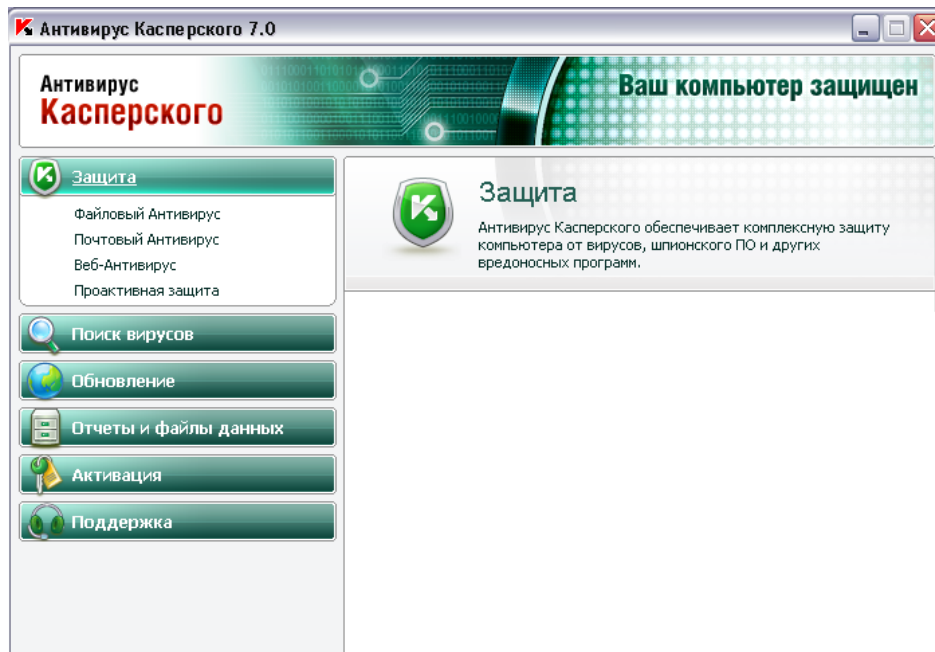 Антивирус Касперского 7.0
Антивирус
Касперского
Ваш компьютер защищен
Защита
Файловый Антивирус
Почтовый Антивирус
Веб-Антивирус
Проактивная защита
Поиск вирусов
Обновление
Отчеты и файлы данных
Активация
Поддержка
Защита
Антивирус Касперского обеспечивает комплексную защиту
компьютера от вирусов, шпионского ПО и других
вредоносных программ.